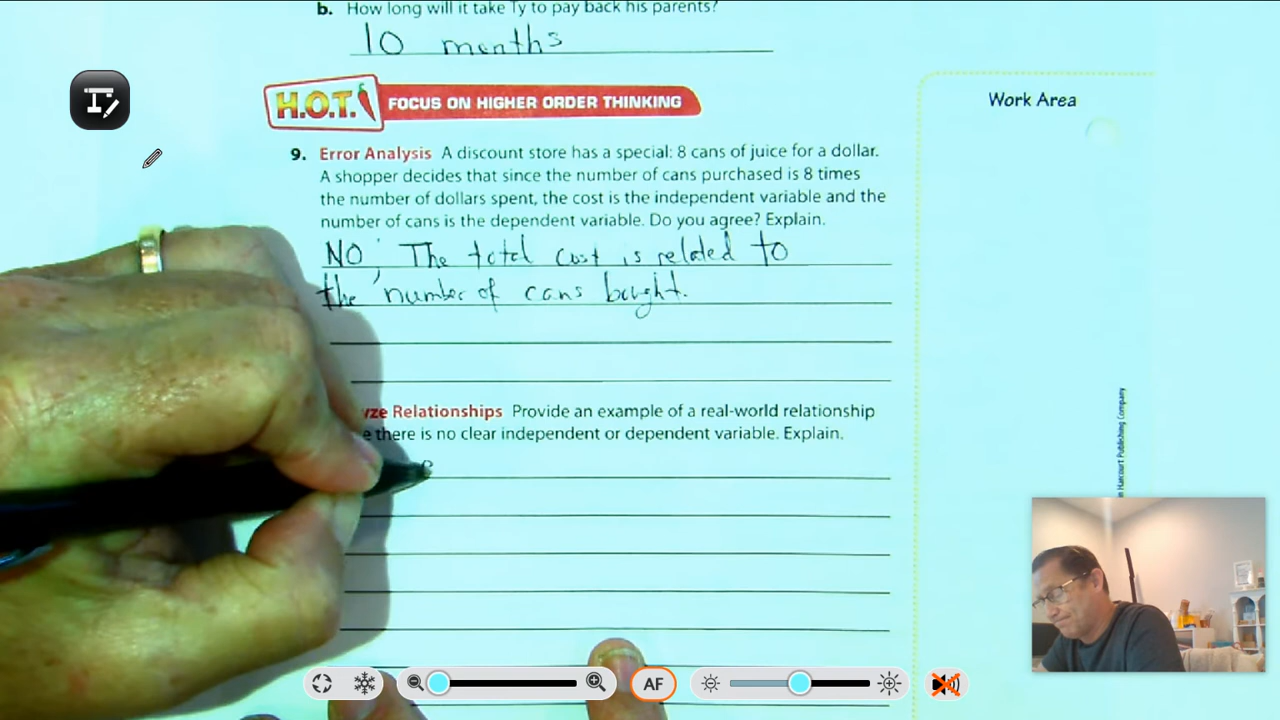 b. How long will it take Ty to pay back his parents?
10 months
H.O.T. FOCUS ON HIGHER ORDER THINKING
Work Area
9. Error Analysis A discount store has a special: 8 cans of juice for a dollar.
A shopper decides that since the number of cans purchased is 8 times
the number of dollars spent, the cost is the independent variable and the
number of cans is the dependent variable. Do you agree? Explain.
NO; The total cost is related to
the number of cans bought.
yze Relationships Provide an example of a real-world relationship
e there is no clear independent or dependent variable. Explain.
n Harcourt Publishing Company
AF